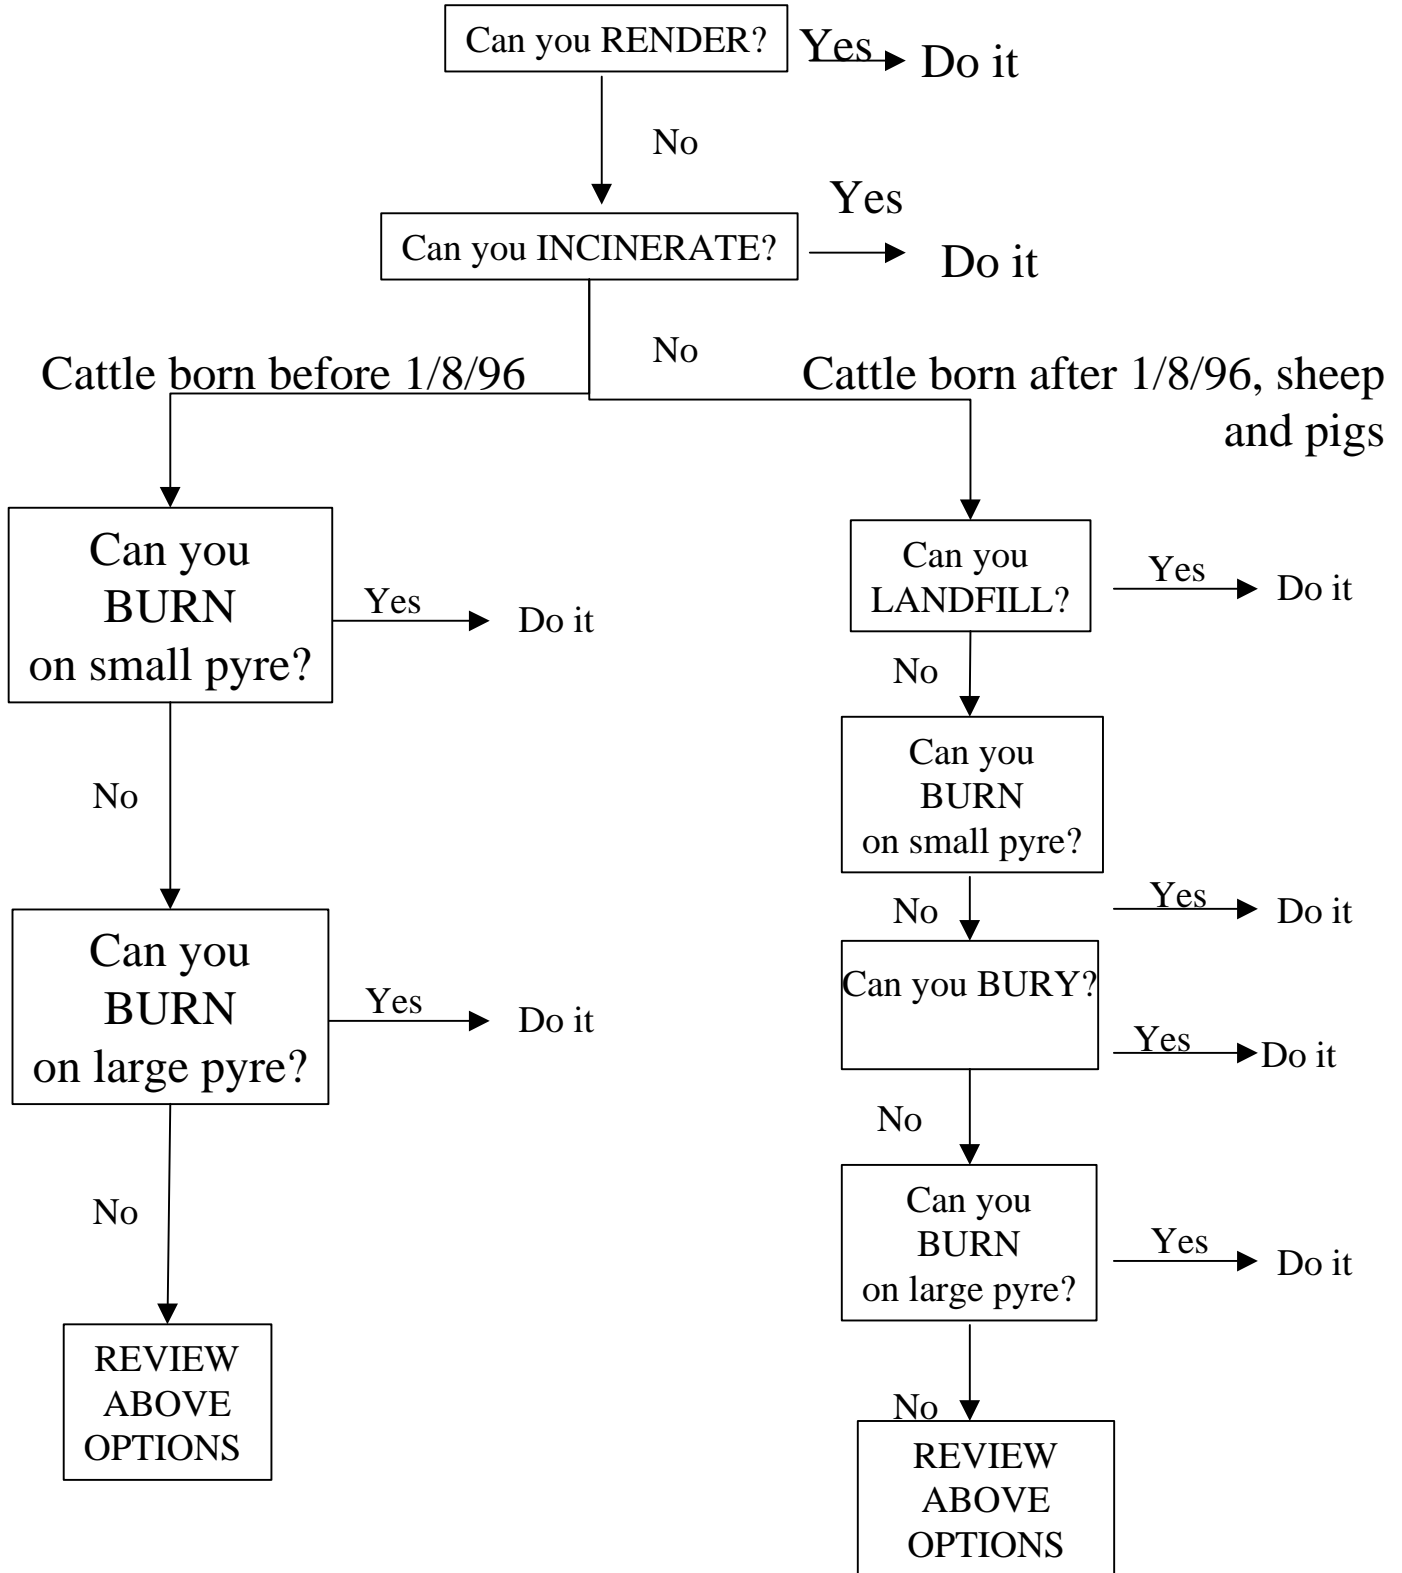 Can you RENDER?
Yes
Do it
No
Yes
Can you INCINERATE?
Do it
No
Cattle born before 1/8/96
Cattle born after 1/8/96, sheep
and pigs
Can you
BURN
on small pyre?
Yes
Do it
No
Can you
BURN
on large pyre?
Yes
Do it
No
REVIEW
ABOVE
OPTIONS
Can you
LANDFILL?
Yes
Do it
No
Can you
BURN
on small pyre?
Yes
Do it
No
Can you BURY?
Yes
Do it
No
Can you
BURN
on large pyre?
Yes
Do it
No
REVIEW
ABOVE
OPTIONS